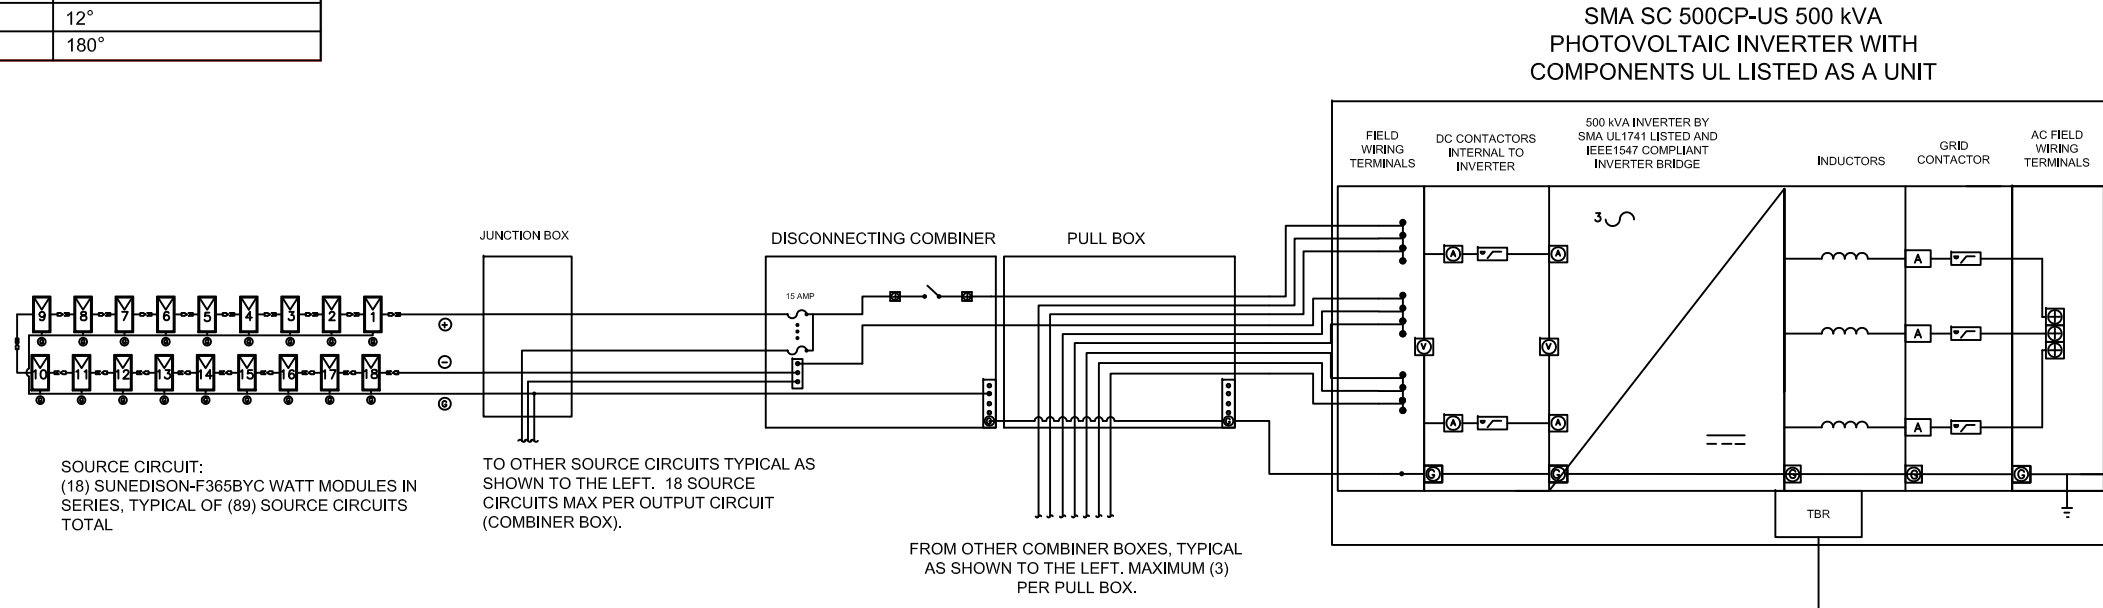 12°
180°
SMA SC 500CP-US 500 kVA
PHOTOVOLTAIC INVERTER WITH
COMPONENTS UL LISTED AS A UNIT
FIELD
WIRING
TERMINALS
DC CONTACTORS
INTERNAL TO
INVERTER
500 kVA INVERTER BY
SMA UL1741 LISTED AND
IEEE1547 COMPLIANT
INVERTER BRIDGE
INDUCTORS
GRID
CONTACTOR
AC FIELD
WIRING
TERMINALS
3
JUNCTION BOX
DISCONNECTING COMBINER
PULL BOX
15 AMP
9 8 7 6 5 4 3 2 1
G G G G G G G G G
10 11 12 13 14 15 16 17 18
G G G G G G G G G
+
−
G
G
G
A A
A A
V V
A
A
A
G G G G G
TBR
SOURCE CIRCUIT:
(18) SUNEDISON-F365BYC WATT MODULES IN
SERIES, TYPICAL OF (89) SOURCE CIRCUITS
TOTAL
TO OTHER SOURCE CIRCUITS TYPICAL AS
SHOWN TO THE LEFT. 18 SOURCE
CIRCUITS MAX PER OUTPUT CIRCUIT
(COMBINER BOX).
FROM OTHER COMBINER BOXES, TYPICAL
AS SHOWN TO THE LEFT. MAXIMUM (3)
PER PULL BOX.